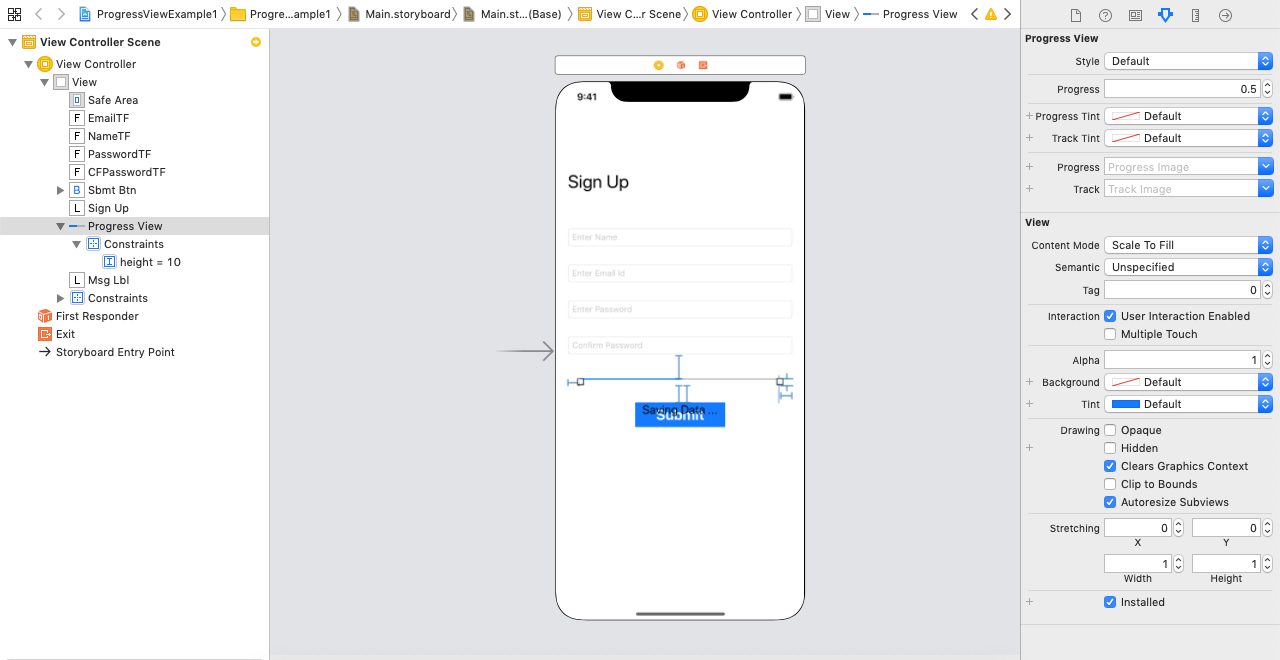 ProgressViewExample1 Progre...ample1 Main.storyboard Main.st...(Base) View C...r Scene View Controller View Progress View
View Controller Scene
View Controller
View
Safe Area
F EmailTF
F NameTF
F PasswordTF
F CFPasswordTF
B Sbmt Btn
L Sign Up
Progress View
Constraints
height = 10
L Msg Lbl
Constraints
First Responder
Exit
Storyboard Entry Point
9:41
Sign Up
Enter Name
Enter Email Id
Enter Password
Confirm Password
Saving Data ...
Submit
Progress View
Style Default
Progress 0.5
Progress Tint Default
Track Tint Default
Progress Progress Image
Track Track Image
View
Content Mode Scale To Fill
Semantic Unspecified
Tag 0
Interaction User Interaction Enabled
Multiple Touch
Alpha 1
Background Default
Tint Default
Drawing Opaque
Hidden
Clears Graphics Context
Clip to Bounds
Autoresize Subviews
Stretching 0 0
X Y
1 1
Width Height
Installed